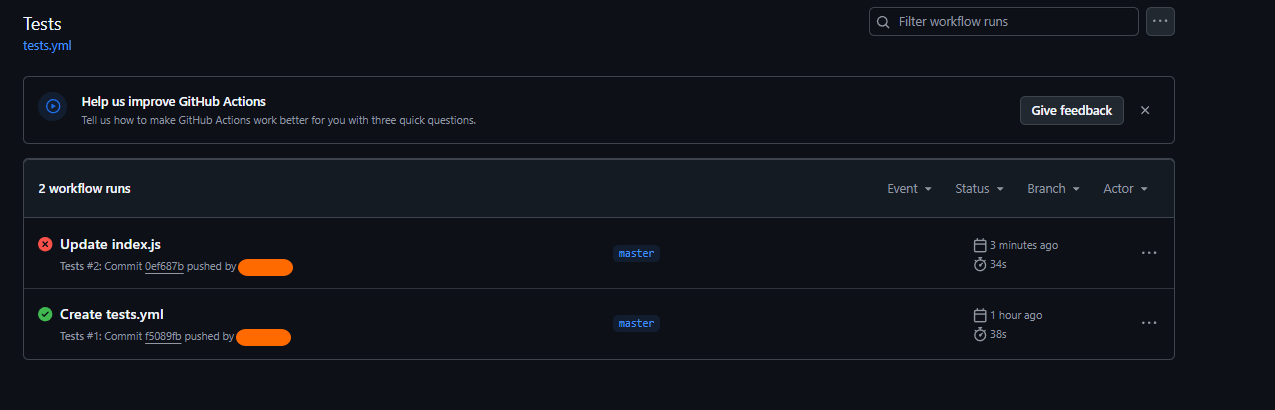 Tests
Filter workflow runs
tests.yml
Help us improve GitHub Actions
Tell us how to make GitHub Actions work better for you with three quick questions.
Give feedback
2 workflow runs
Event
Status
Branch
Actor
Update index.js
Tests #2: Commit 0ef687b pushed by
master
3 minutes ago
34s
Create tests.yml
Tests #1: Commit f5089fb pushed by
master
1 hour ago
38s